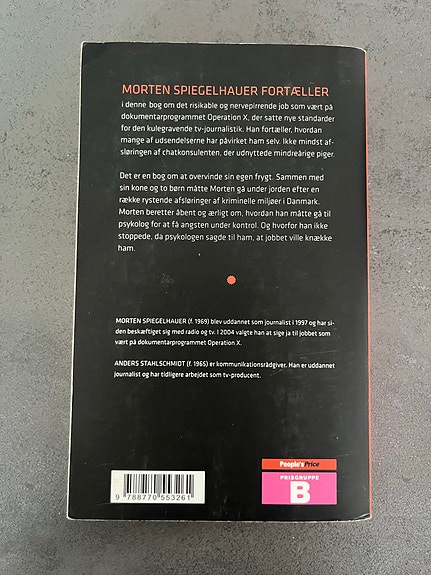 MORTEN SPIEGELHAUER FORTÆLLER
i denne bog om det risikable og nervepirrende job som vært på
dokumentarprogrammet Operation X, der satte nye standarder
for den kulegravende tv-journalistik. Han fortæller, hvordan
mange af udsendelserne har påvirket ham selv. Ikke mindst af-
sløringen af chatkonsulenten, der udnyttede mindreårige piger.
Det er en bog om at overvinde sin egen frygt. Sammen med
sin kone og to børn måtte Morten gå under jorden efter en
række rystende afsløringer af kriminelle miljøer i Danmark.
Morten beretter åbent og ærligt om, hvordan han måtte gå til
psykolog for at få angsten under kontrol. Og hvorfor han ikke
stoppede, da psykologen sagde til ham, at jobbet ville knække
ham.
MORTEN SPIEGELHAUER (f. 1969) blev uddannet som journalist i 1997 og har si-
den beskæftiget sig med radio og tv. I 2004 valgte han at sige ja til jobbet som
vært på dokumentarprogrammet Operation X.
ANDERS STAHLSCHMIDT (f. 1965) er kommunikationsrådgiver. Han er uddannet
journalist og har tidligere arbejdet som tv-producent.
9 788770 553261
People'sPrice
PRISGRUPPE
B